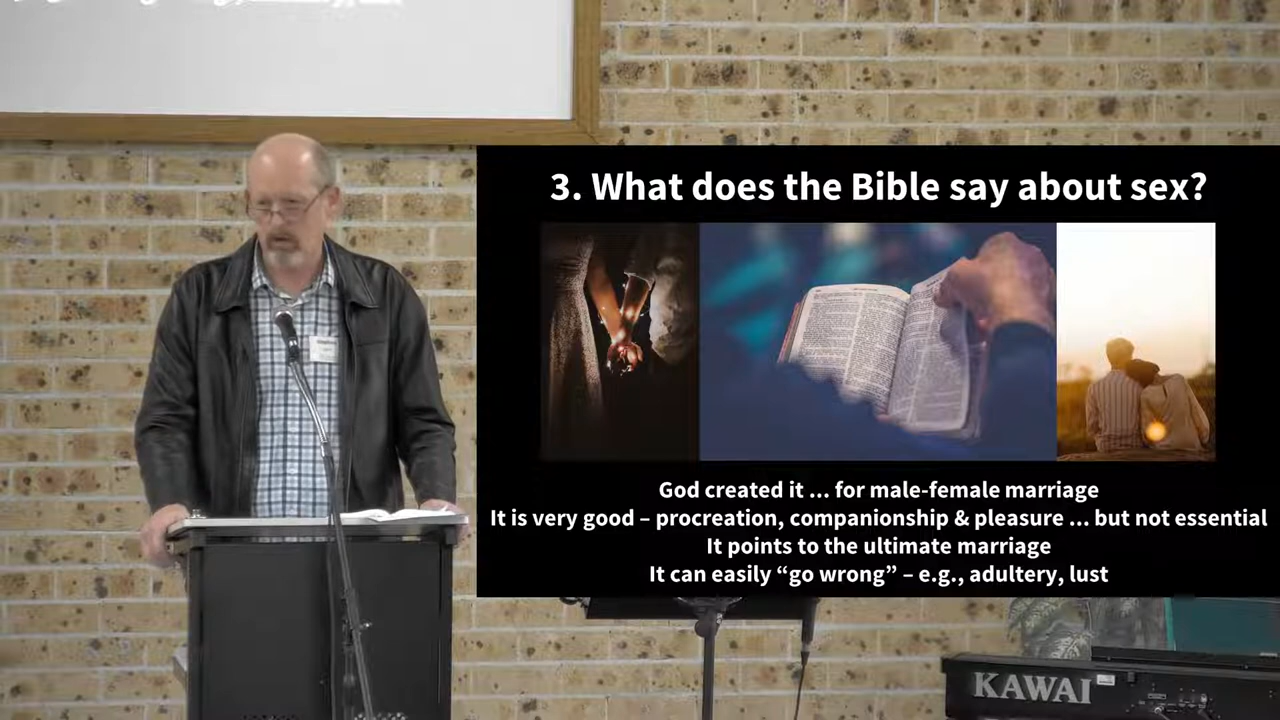 3. What does the Bible say about sex?
God created it ... for male-female marriage
It is very good – procreation, companionship & pleasure ... but not essential
It points to the ultimate marriage
It can easily “go wrong” – e.g., adultery, lust
KAWAI